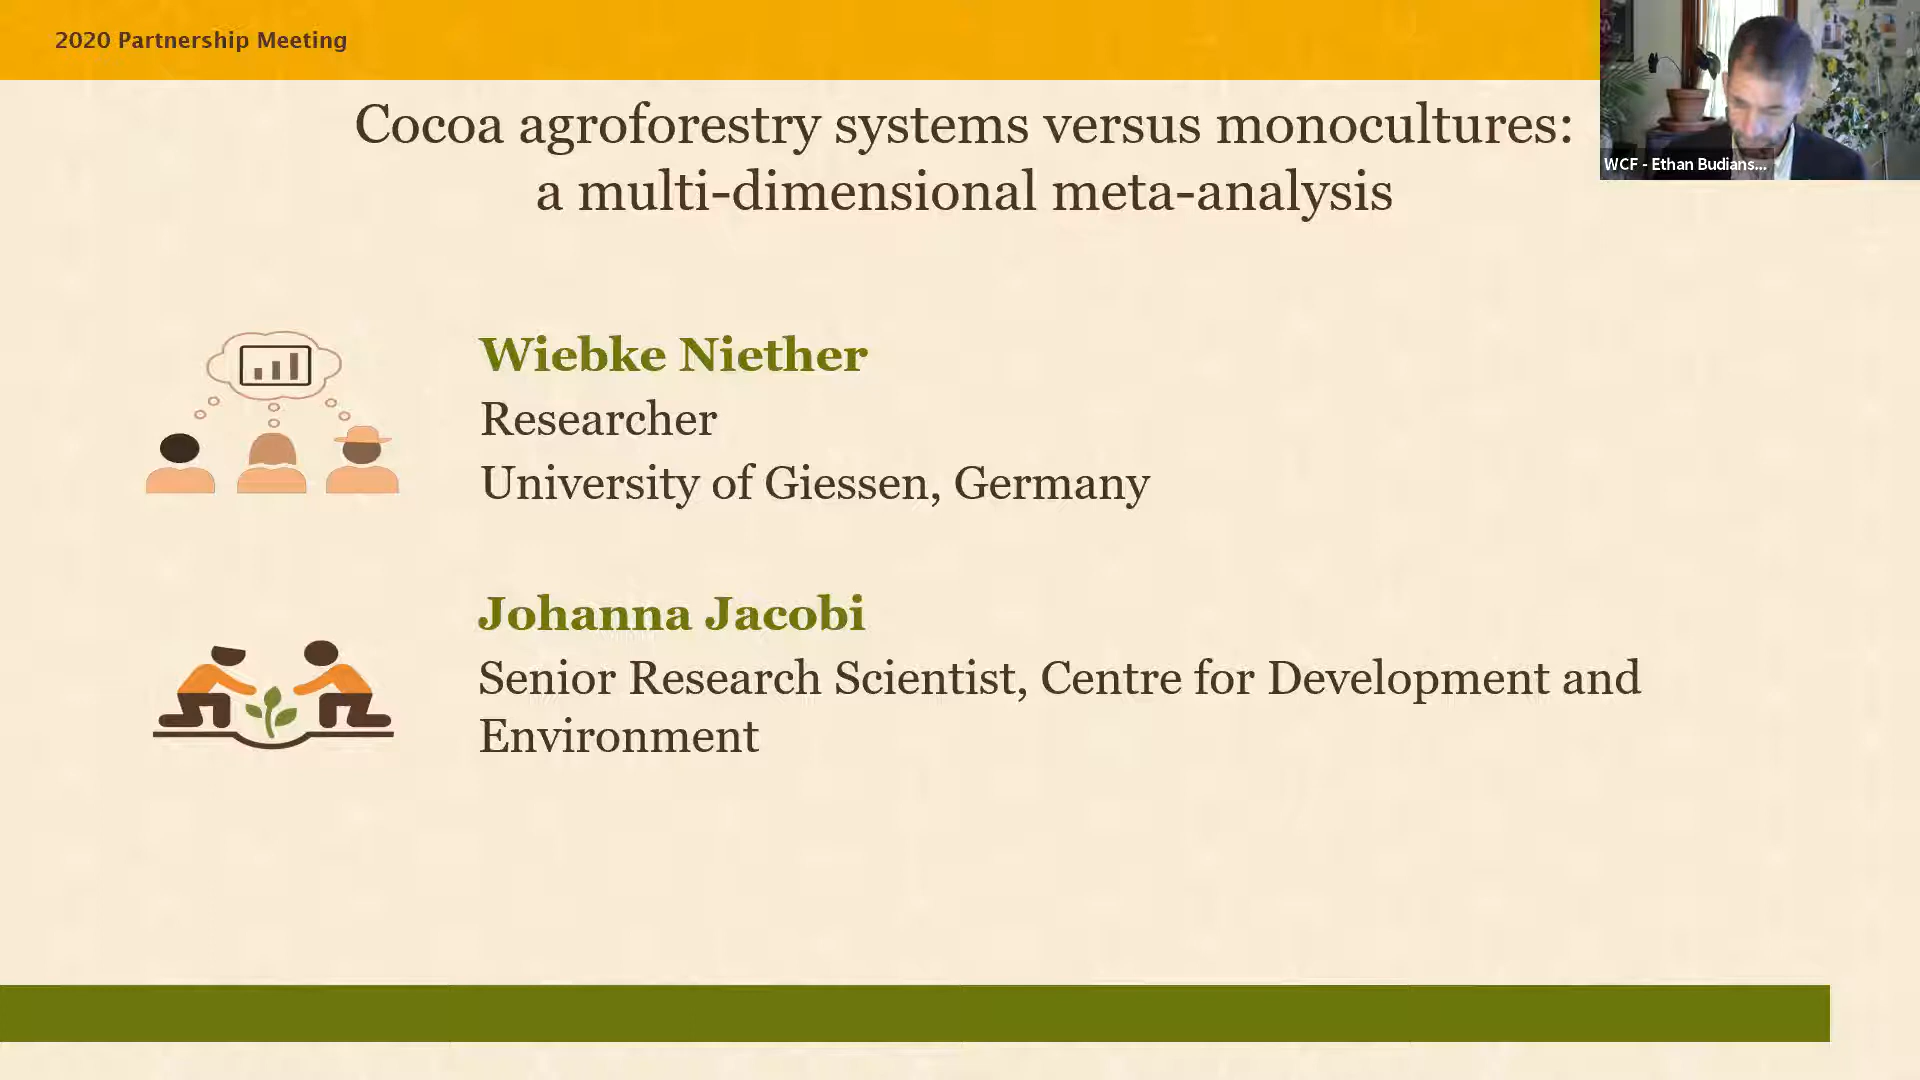 2020 Partnership Meeting
Cocoa agroforestry systems versus monocultures:
a multi-dimensional meta-analysis
WCF - Ethan Budians...
Wiebke Niether
Researcher
University of Giessen, Germany
Johanna Jacobi
Senior Research Scientist, Centre for Development and
Environment